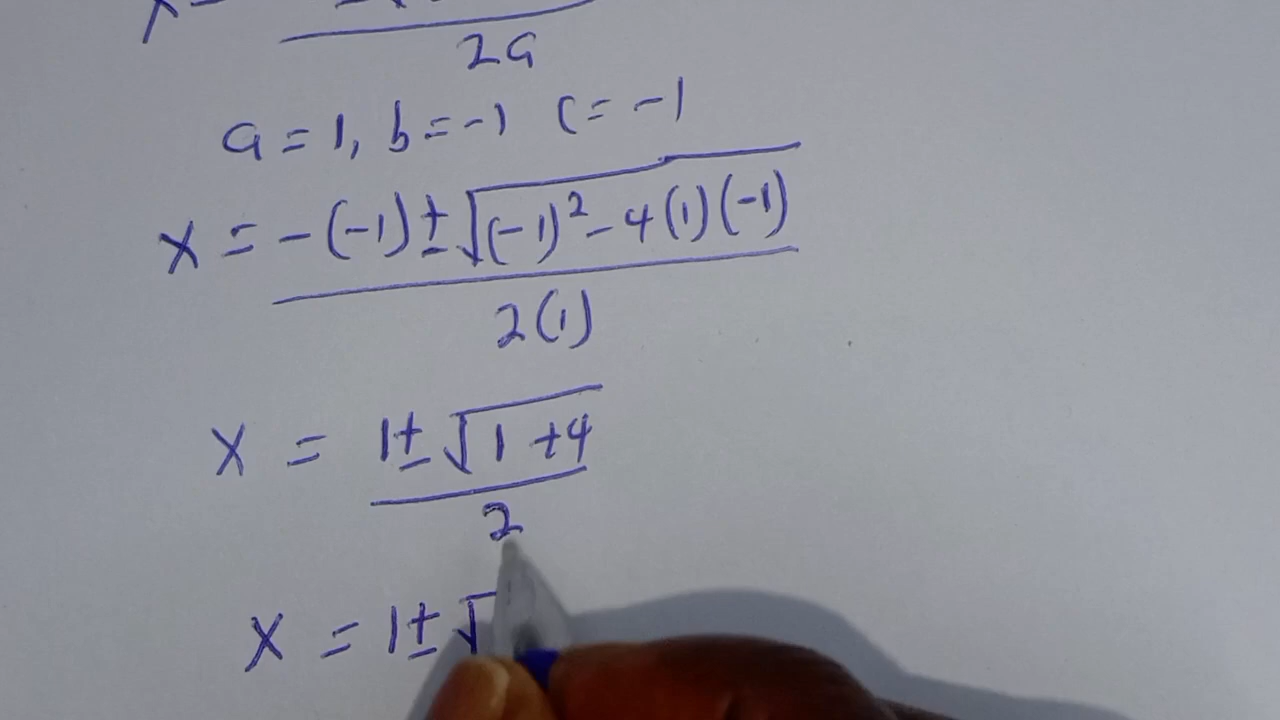 2a
a = 1, b = -1 c = -1
x = -(-1) ± √(-1)² - 4(1)(-1)
2(1)
x = 1 ± √1 + 4
2
x = 1 ± √